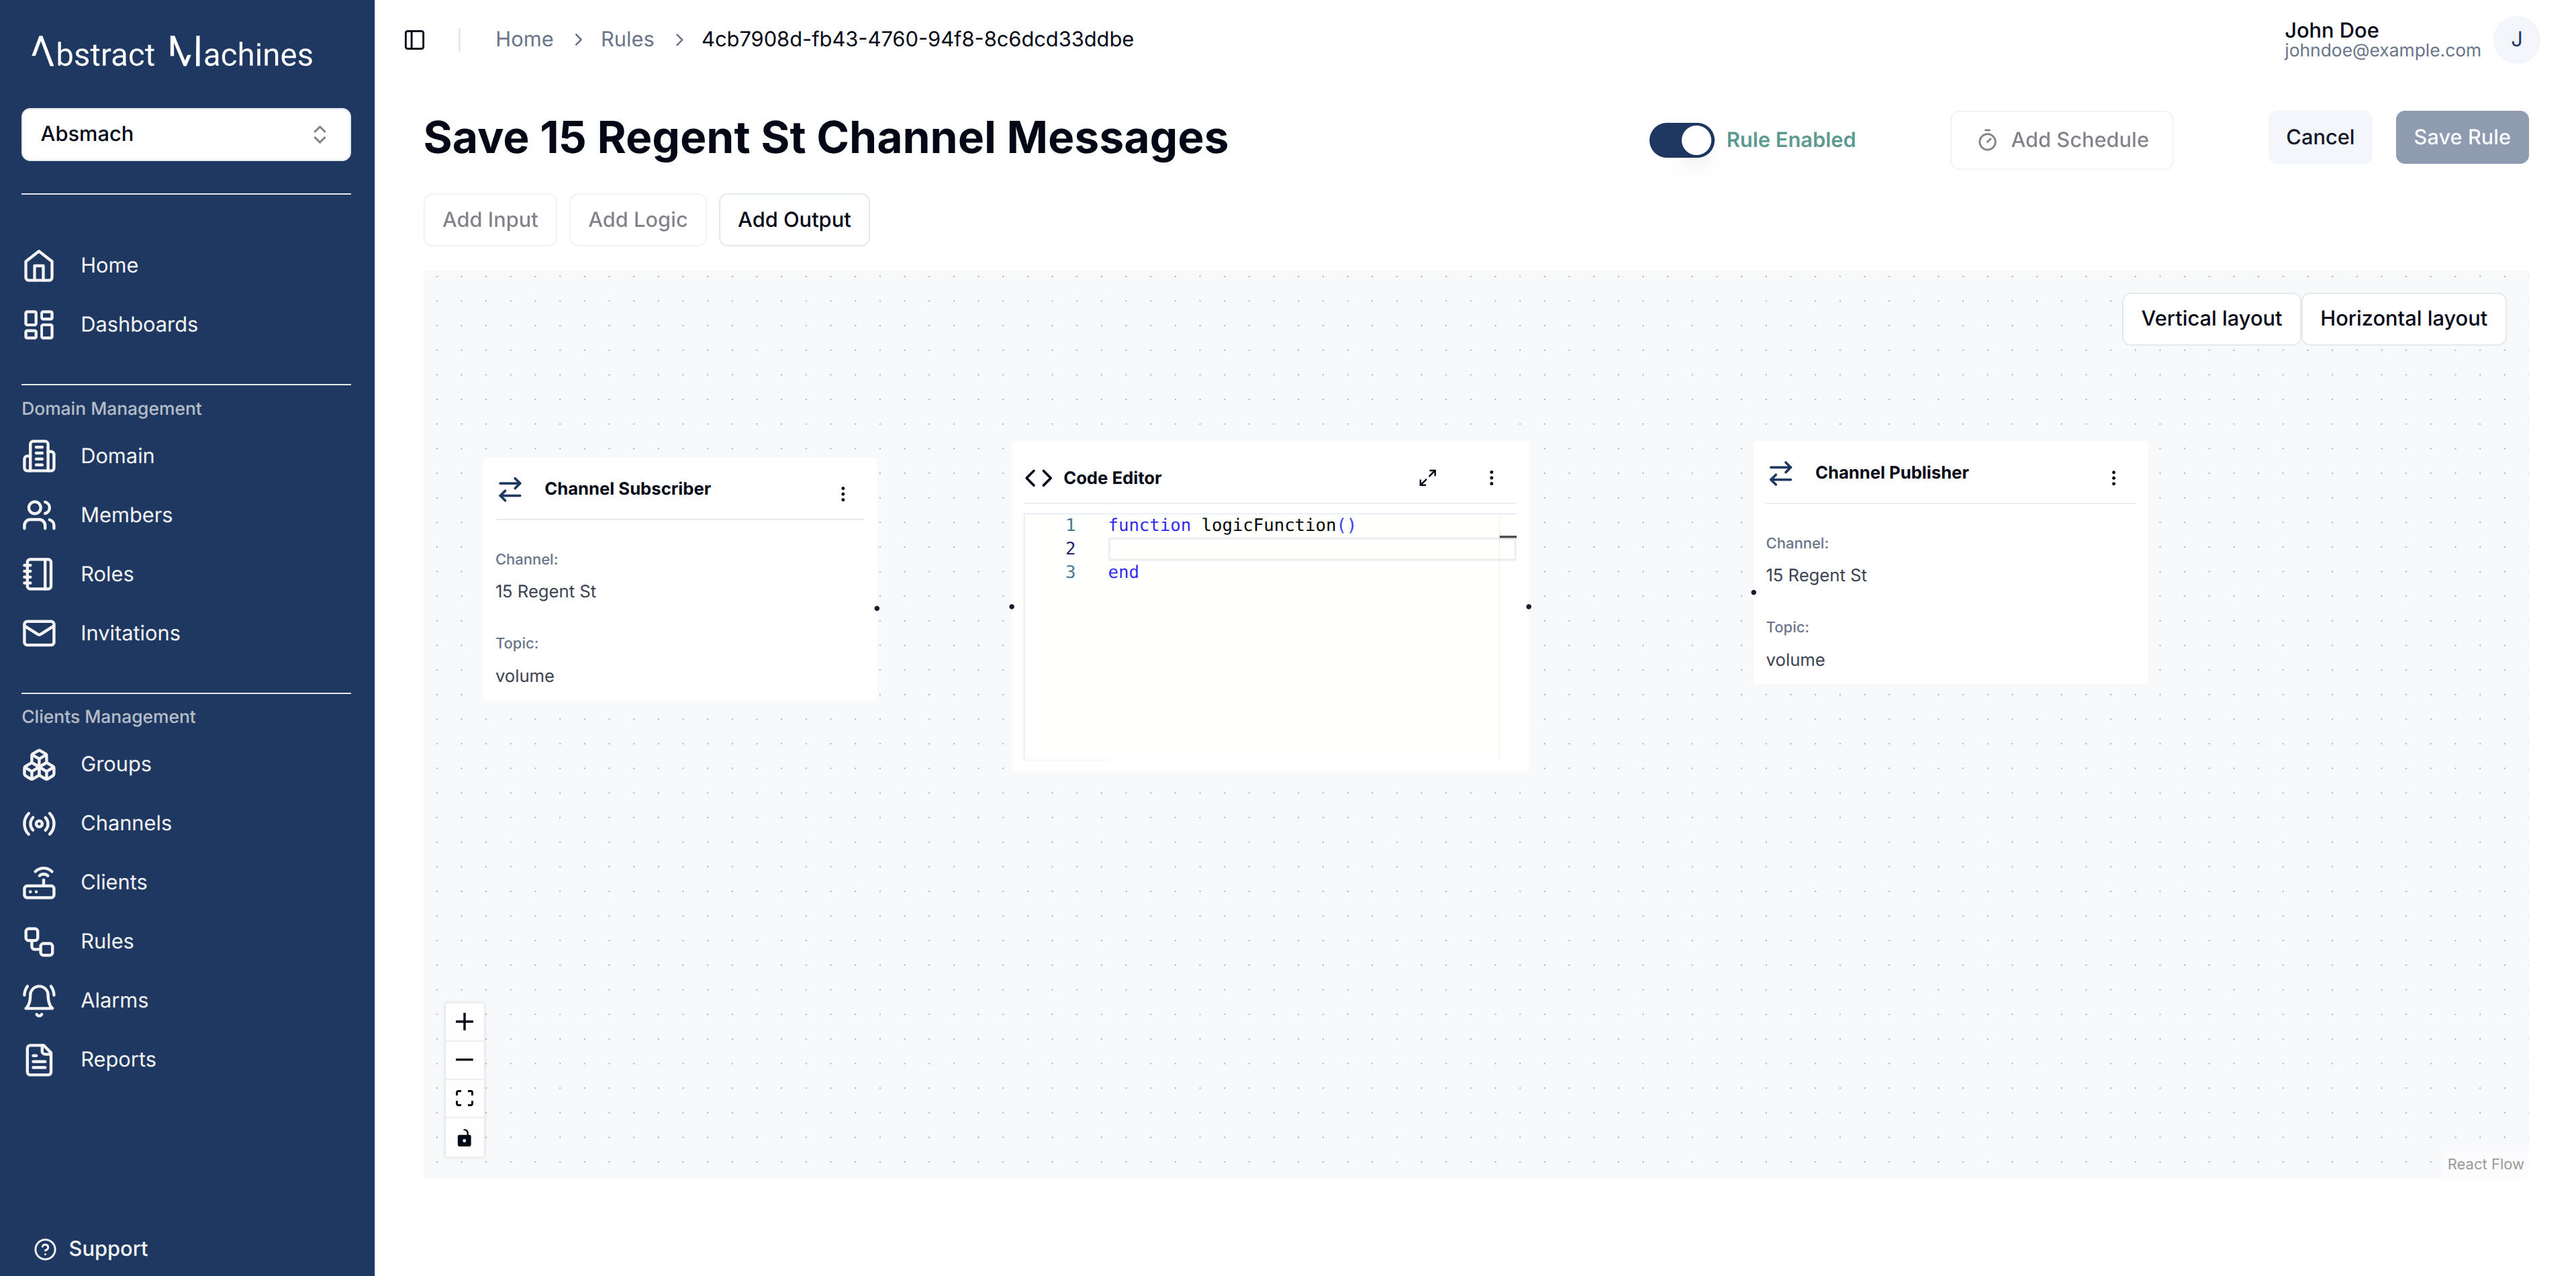 Abstract Machines
Absmach
Home
Dashboards
Domain Management
Domain
Members
Roles
Invitations
Clients Management
Groups
Channels
Clients
Rules
Alarms
Reports
Support
Home > Rules > 4cb7908d-fb43-4760-94f8-8c6dcd33ddbe
John Doe
johndoe@example.com
J
Save 15 Regent St Channel Messages
Rule Enabled
Add Schedule
Cancel
Save Rule
Add Input
Add Logic
Add Output
Vertical layout
Horizontal layout
Channel Subscriber
Channel:
15 Regent St
Topic:
volume
Code Editor
1 function logicFunction()
2
3 end
Channel Publisher
Channel:
15 Regent St
Topic:
volume
React Flow